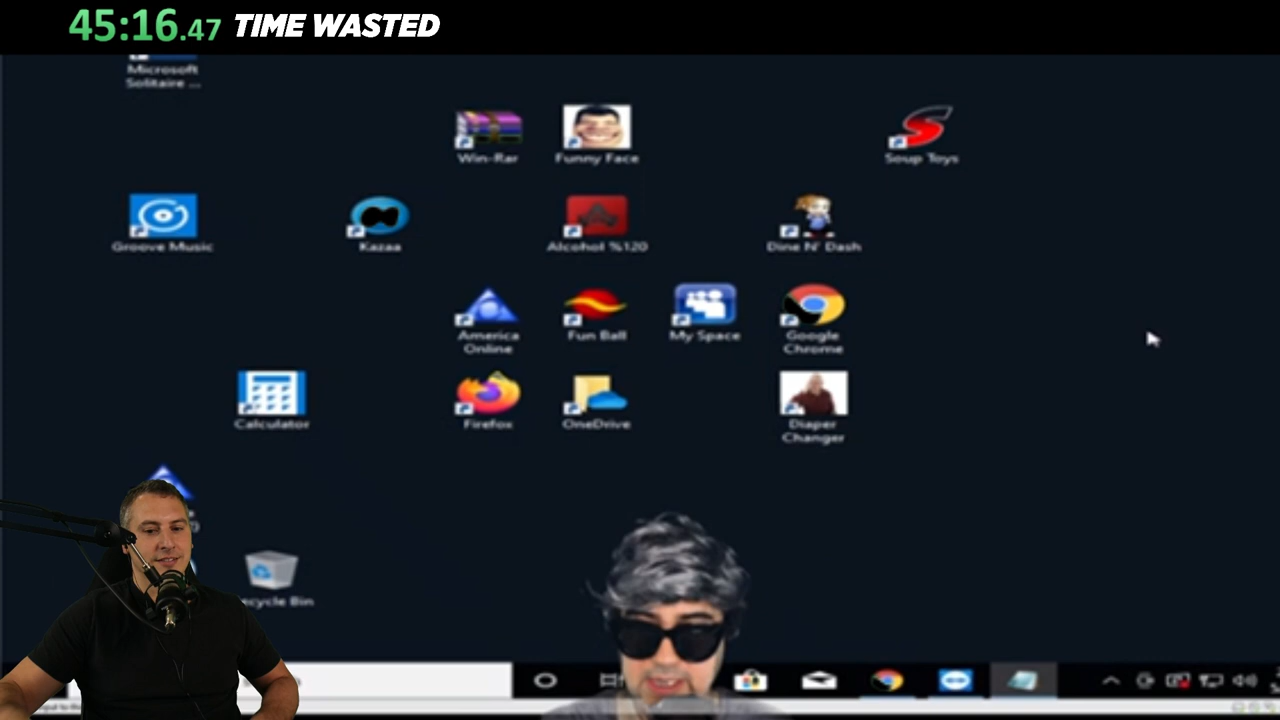 45:16.47 TIME WASTED
Microsoft
Solitaire ...
Win-Rar
Funny Face
Soup Toys
Groove Music
Kazaa
Alcohol %120
Dine N' Dash
America
Online
Fun Ball
My Space
Google
Chrome
Calculator
Firefox
OneDrive
Diaper
Changer
ecycle Bin